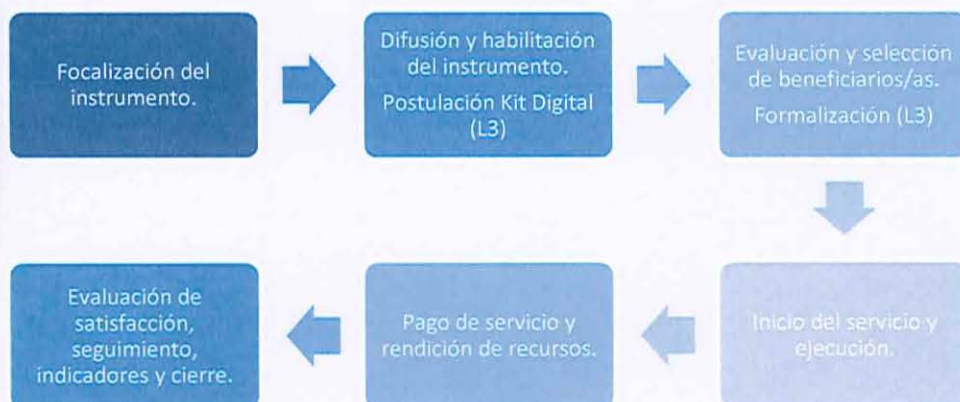 Focalización del
instrumento.
Difusión y habilitación
del instrumento.
Postulación Kit Digital
(L3)
Evaluación y selección
de beneficiarios/as.
Formalización (L3)
Inicio del servicio y
ejecución.
Pago de servicio y
rendición de recursos.
Evaluación de
satisfacción,
seguimiento,
indicadores y cierre.